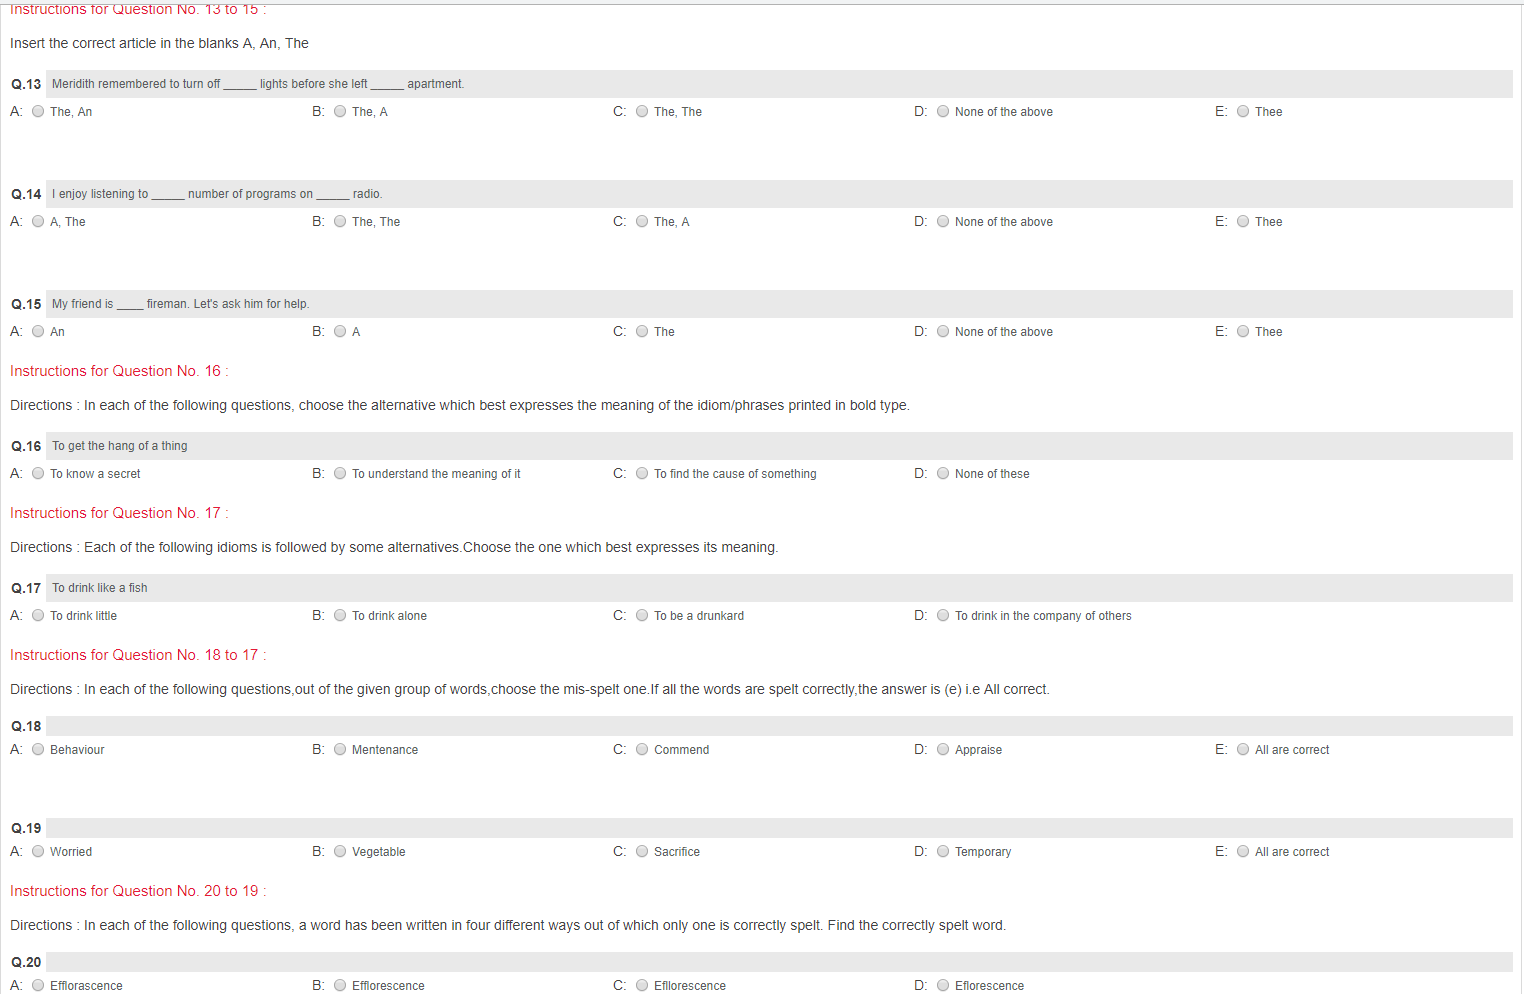 Instructions for Question No. 13 to 15 :
Insert the correct article in the blanks A, An, The
Q.13 Meridith remembered to turn off _____ lights before she left _____ apartment.
A: The, An B: The, A C: The, The D: None of the above E: Thee
Q.14 I enjoy listening to _____ number of programs on _____ radio.
A: A, The B: The, The C: The, A D: None of the above E: Thee
Q.15 My friend is ____ fireman. Let's ask him for help.
A: An B: A C: The D: None of the above E: Thee
Instructions for Question No. 16 :
Directions : In each of the following questions, choose the alternative which best expresses the meaning of the idiom/phrases printed in bold type.
Q.16 To get the hang of a thing
A: To know a secret B: To understand the meaning of it C: To find the cause of something D: None of these
Instructions for Question No. 17 :
Directions : Each of the following idioms is followed by some alternatives.Choose the one which best expresses its meaning.
Q.17 To drink like a fish
A: To drink little B: To drink alone C: To be a drunkard D: To drink in the company of others
Instructions for Question No. 18 to 17 :
Directions : In each of the following questions,out of the given group of words,choose the mis-spelt one.If all the words are spelt correctly,the answer is (e) i.e All correct.
Q.18
A: Behaviour B: Mentenance C: Commend D: Appraise E: All are correct
Q.19
A: Worried B: Vegetable C: Sacrifice D: Temporary E: All are correct
Instructions for Question No. 20 to 19 :
Directions : In each of the following questions, a word has been written in four different ways out of which only one is correctly spelt. Find the correctly spelt word.
Q.20
A: Efflorascence B: Efflorescence C: Efllorescence D: Eflorescence